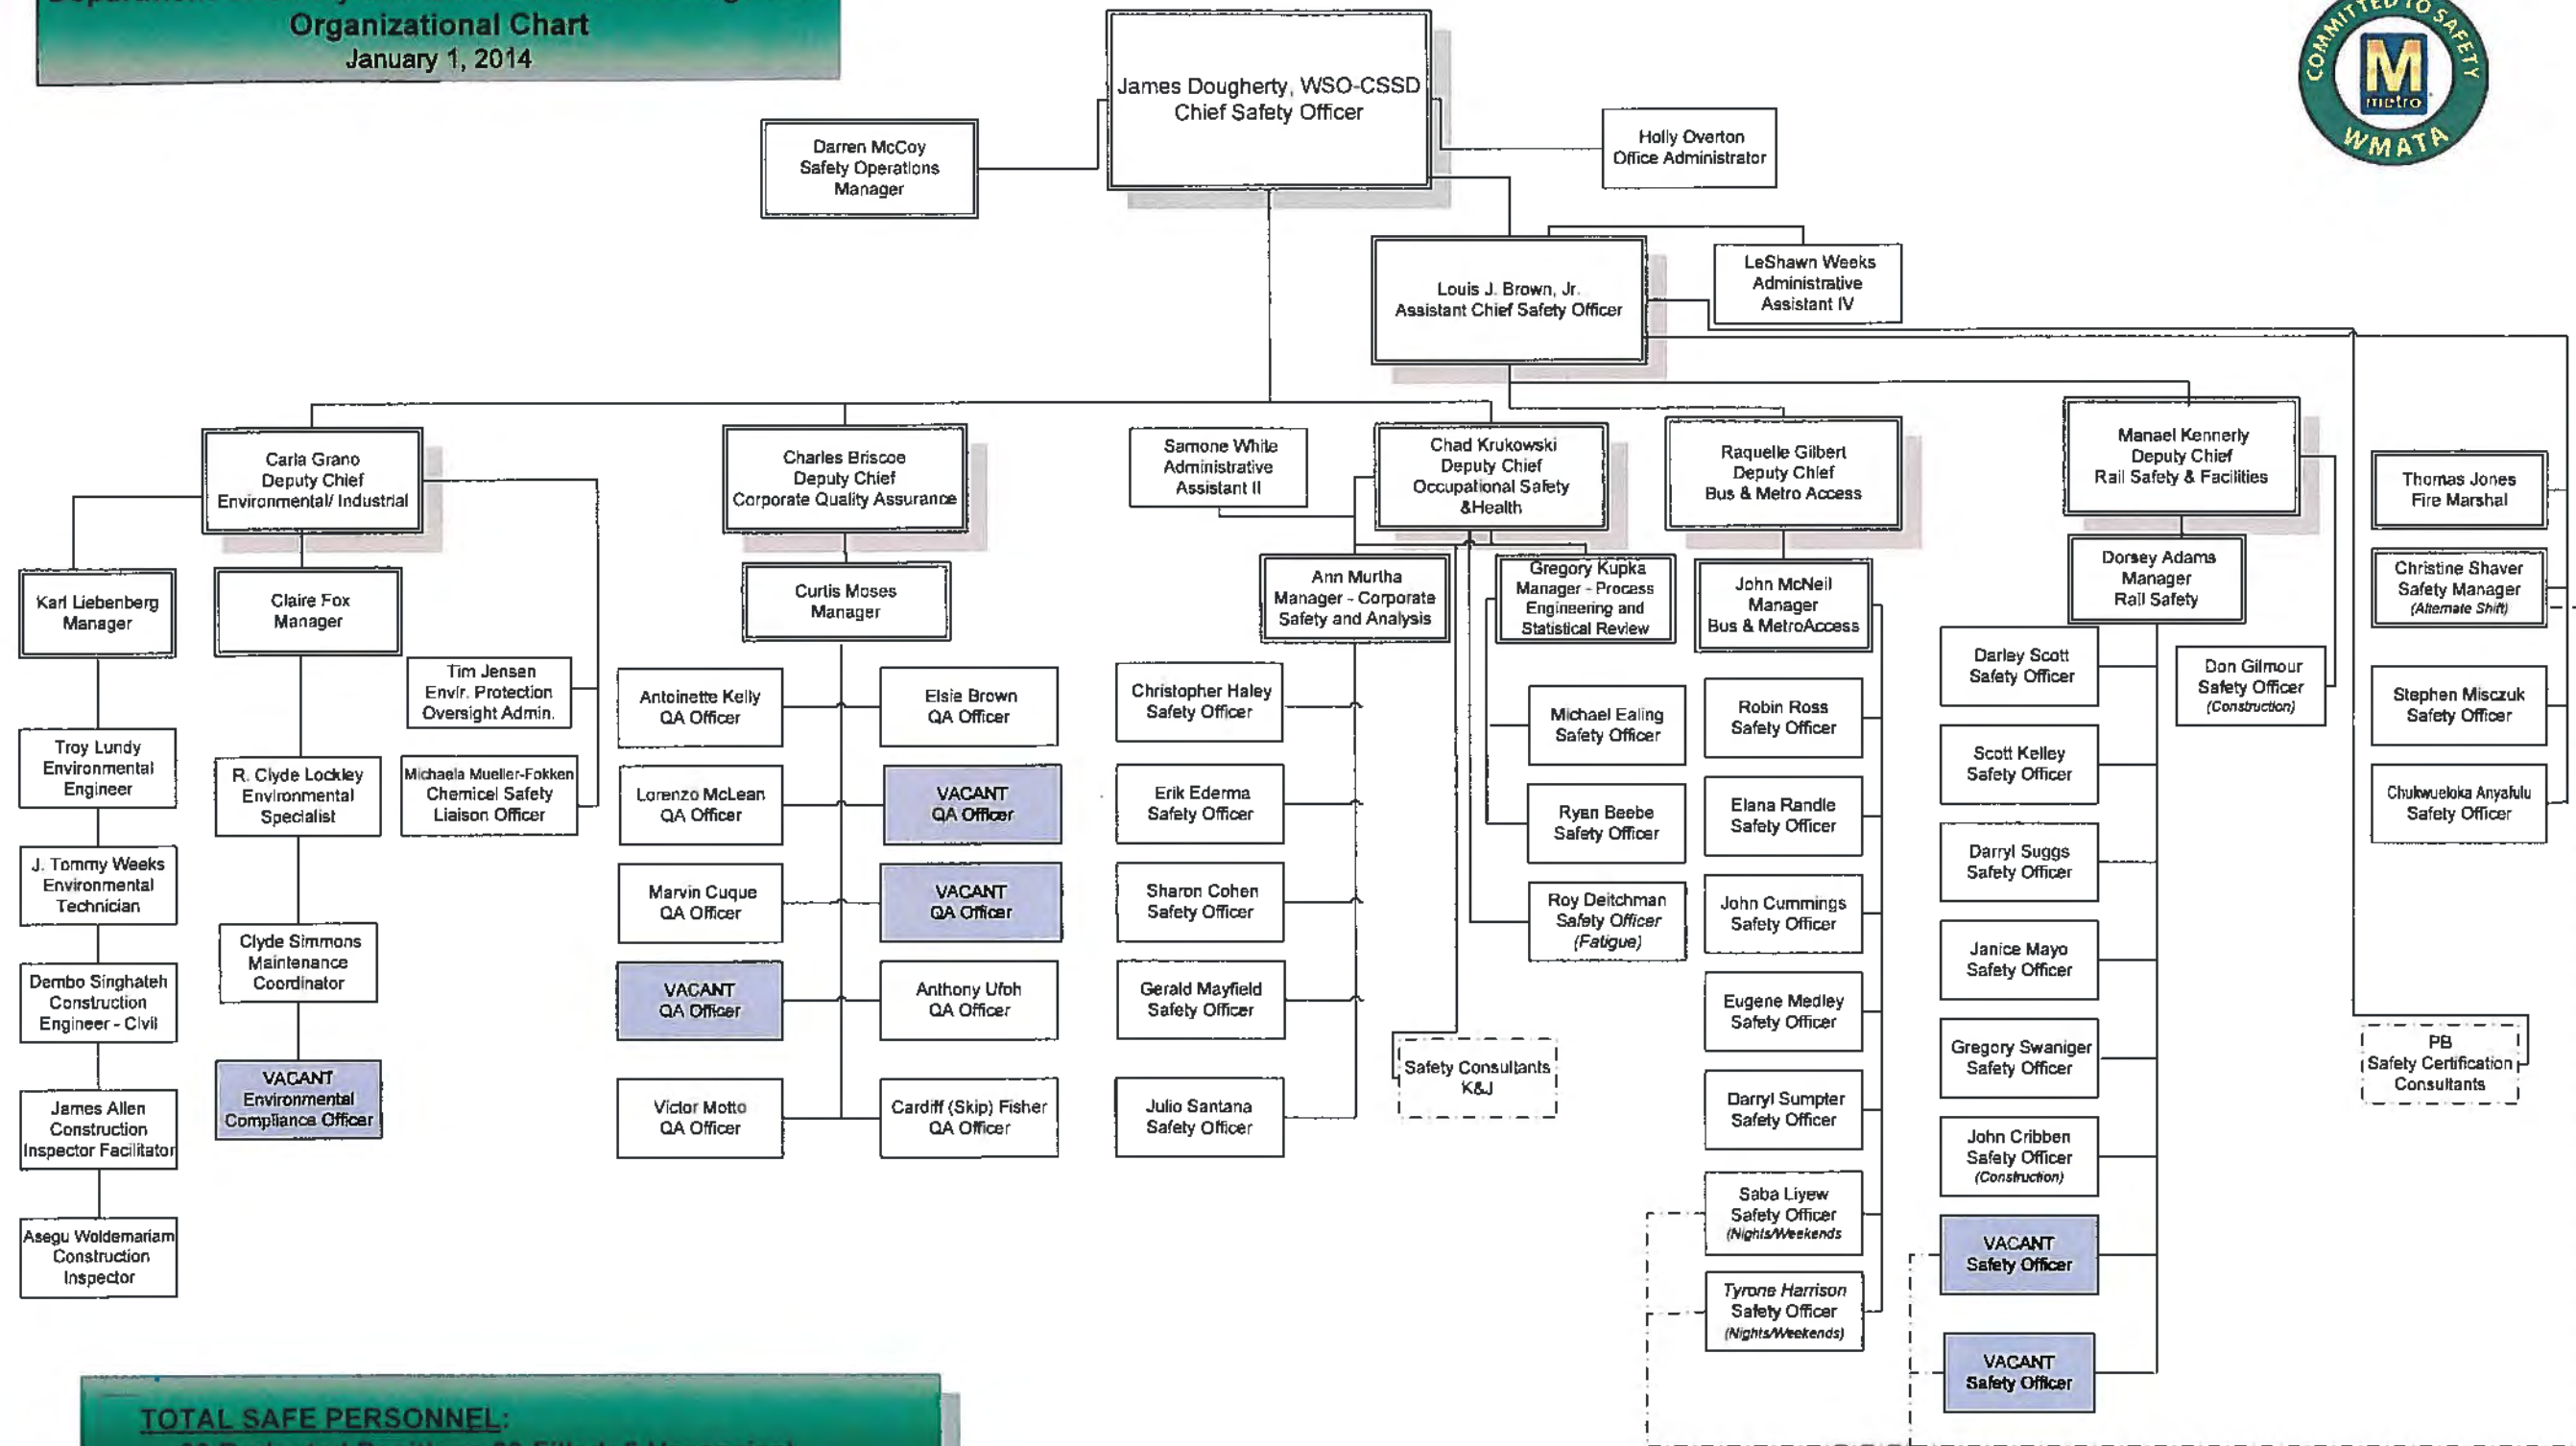 Organizational Chart
January 1, 2014
COMMITTED TO SAFETY
M
metro
WMATA
James Dougherty, WSO-CSSD
Chief Safety Officer
Darren McCoy
Safety Operations
Manager
Holly Overton
Office Administrator
Louis J. Brown, Jr.
Assistant Chief Safety Officer
LeShawn Weeks
Administrative
Assistant IV
Carla Grano
Deputy Chief
Environmental/ Industrial
Charles Briscoe
Deputy Chief
Corporate Quality Assurance
Samone White
Administrative
Assistant II
Chad Krukowski
Deputy Chief
Occupational Safety
&Health
Raquelle Gilbert
Deputy Chief
Bus & Metro Access
Manael Kennerly
Deputy Chief
Rail Safety & Facilities
Thomas Jones
Fire Marshal
Karl Liebenberg
Manager
Claire Fox
Manager
Curtis Moses
Manager
Ann Murtha
Manager - Corporate
Safety and Analysis
Gregory Kupka
Manager - Process
Engineering and
Statistical Review
John McNeil
Manager
Bus & MetroAccess
Dorsey Adams
Manager
Rail Safety
Christine Shaver
Safety Manager
(Alternate Shift)
Tim Jensen
Envir. Protection
Oversight Admin.
Michaela Mueller-Fokken
Chemical Safety
Liaison Officer
Troy Lundy
Environmental
Engineer
J. Tommy Weeks
Environmental
Technician
Dembo Singhateh
Construction
Engineer - Civil
James Allen
Construction
Inspector Facilitator
Asegu Woldemariam
Construction
Inspector
R. Clyde Lockley
Environmental
Specialist
Clyde Simmons
Maintenance
Coordinator
VACANT
Environmental
Compliance Officer
Antoinette Kelly
QA Officer
Elsie Brown
QA Officer
Lorenzo McLean
QA Officer
VACANT
QA Officer
Marvin Cuque
QA Officer
VACANT
QA Officer
VACANT
QA Officer
Anthony Ufoh
QA Officer
Victor Motto
QA Officer
Cardiff (Skip) Fisher
QA Officer
Christopher Haley
Safety Officer
Erik Ederma
Safety Officer
Sharon Cohen
Safety Officer
Gerald Mayfield
Safety Officer
Julio Santana
Safety Officer
Michael Ealing
Safety Officer
Ryan Beebe
Safety Officer
Roy Deitchman
Safety Officer
(Fatigue)
Safety Consultants
K&J
Robin Ross
Safety Officer
Elana Randle
Safety Officer
John Cummings
Safety Officer
Eugene Medley
Safety Officer
Darryl Sumpter
Safety Officer
Saba Liyew
Safety Officer
(Nights/Weekends
Tyrone Harrison
Safety Officer
(Nights/Weekends)
Darley Scott
Safety Officer
Don Gilmour
Safety Officer
(Construction)
Scott Kelley
Safety Officer
Darryl Suggs
Safety Officer
Janice Mayo
Safety Officer
Gregory Swaniger
Safety Officer
John Cribben
Safety Officer
(Construction)
VACANT
Safety Officer
VACANT
Safety Officer
Stephen Misczuk
Safety Officer
Chukwueloka Anyafulu
Safety Officer
PB
Safety Certification
Consultants
TOTAL SAFE PERSONNEL: